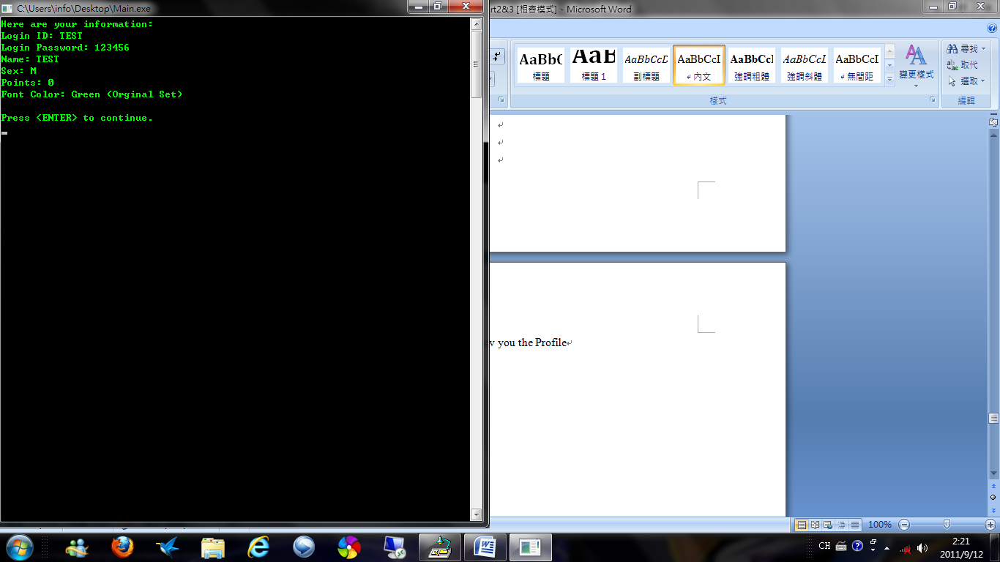 C:\Users\info\Desktop\Main.exe
Here are your information:
Login ID: TEST
Login Password: 123456
Name: TEST
Sex: M
Points: 0
Font Color: Green (Orginal Set)
Press <ENTER> to continue.
rt2&3 [相容模式] - Microsoft Word
AaBbC AaB AaBbCcD AaBbCcI AaBbCcI AaBbCcI AaBbCcI
標題 標題 1 副標題 ↵ 內文 強調粗體 強調斜體 ↵ 無間距
變更樣式
尋找
取代
選取
樣式
編輯
you the Profile
100%
CH
2:21
2011/9/12